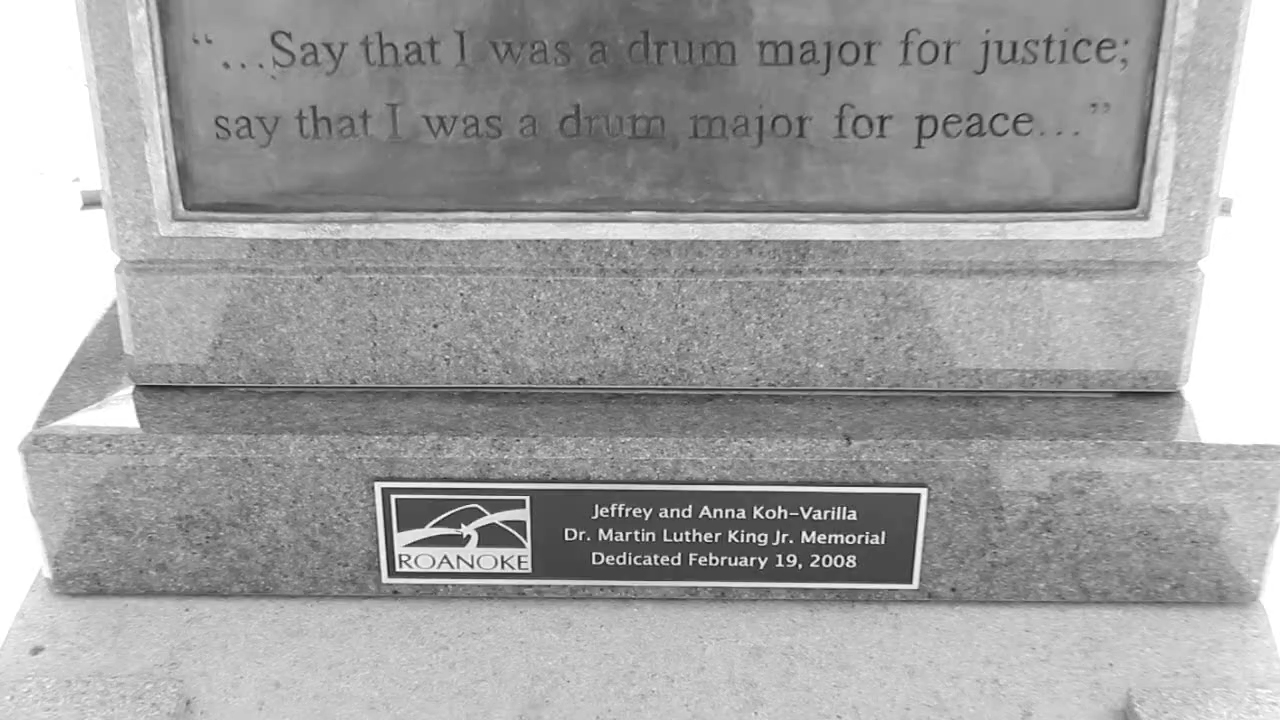 “...Say that I was a drum major for justice;
say that I was a drum major for peace...”
ROANOKE
Jeffrey and Anna Koh-Varilla
Dr. Martin Luther King Jr. Memorial
Dedicated February 19, 2008